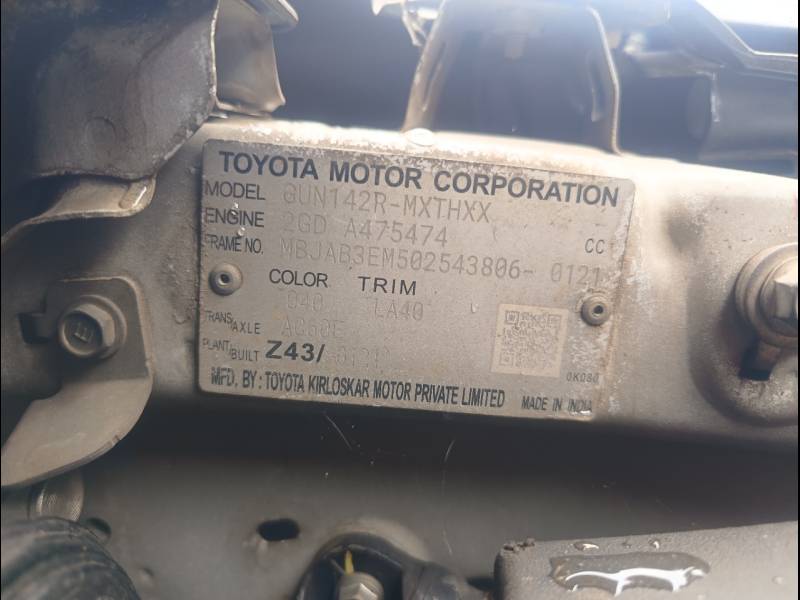 TOYOTA MOTOR CORPORATION
MODEL GUN142R-MXTHXX
ENGINE 2GD A475474 CC
FRAME NO. MBJAB3EM502543806- 0121
COLOR TRIM
040 LA40
TRANS/AXLE AC60E
PLANT/BUILT Z43/
0K080
MFD. BY : TOYOTA KIRLOSKAR MOTOR PRIVATE LIMITED MADE IN INDIA